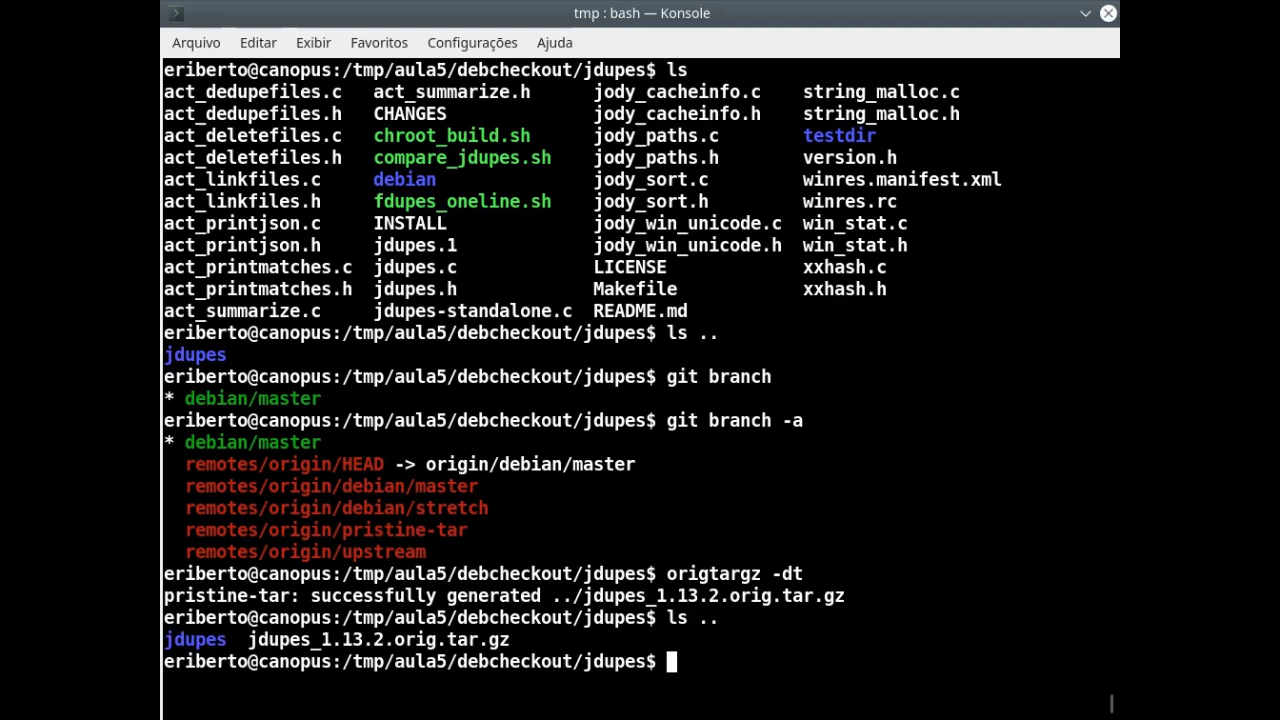 tmp : bash — Konsole
Arquivo Editar Exibir Favoritos Configurações Ajuda
eriberto@canopus:/tmp/aula5/debcheckout/jdupes$ ls
act_dedupefiles.c act_summarize.h jody_cacheinfo.c string_malloc.c
act_dedupefiles.h CHANGES jody_cacheinfo.h string_malloc.h
act_deletefiles.c chroot_build.sh jody_paths.c testdir
act_deletefiles.h compare_jdupes.sh jody_paths.h version.h
act_linkfiles.c debian jody_sort.c winres.manifest.xml
act_linkfiles.h fdupes_oneline.sh jody_sort.h winres.rc
act_printjson.c INSTALL jody_win_unicode.c win_stat.c
act_printjson.h jdupes.1 jody_win_unicode.h win_stat.h
act_printmatches.c jdupes.c LICENSE xxhash.c
act_printmatches.h jdupes.h Makefile xxhash.h
act_summarize.c jdupes-standalone.c README.md
eriberto@canopus:/tmp/aula5/debcheckout/jdupes$ ls ..
jdupes
eriberto@canopus:/tmp/aula5/debcheckout/jdupes$ git branch
* debian/master
eriberto@canopus:/tmp/aula5/debcheckout/jdupes$ git branch -a
* debian/master
remotes/origin/HEAD -> origin/debian/master
remotes/origin/debian/master
remotes/origin/debian/stretch
remotes/origin/pristine-tar
remotes/origin/upstream
eriberto@canopus:/tmp/aula5/debcheckout/jdupes$ origtargz -dt
pristine-tar: successfully generated ../jdupes_1.13.2.orig.tar.gz
eriberto@canopus:/tmp/aula5/debcheckout/jdupes$ ls ..
jdupes jdupes_1.13.2.orig.tar.gz
eriberto@canopus:/tmp/aula5/debcheckout/jdupes$